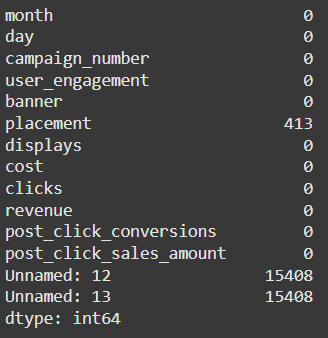 month 0
day 0
campaign_number 0
user_engagement 0
banner 0
placement 413
displays 0
cost 0
clicks 0
revenue 0
post_click_conversions 0
post_click_sales_amount 0
Unnamed: 12 15408
Unnamed: 13 15408
dtype: int64